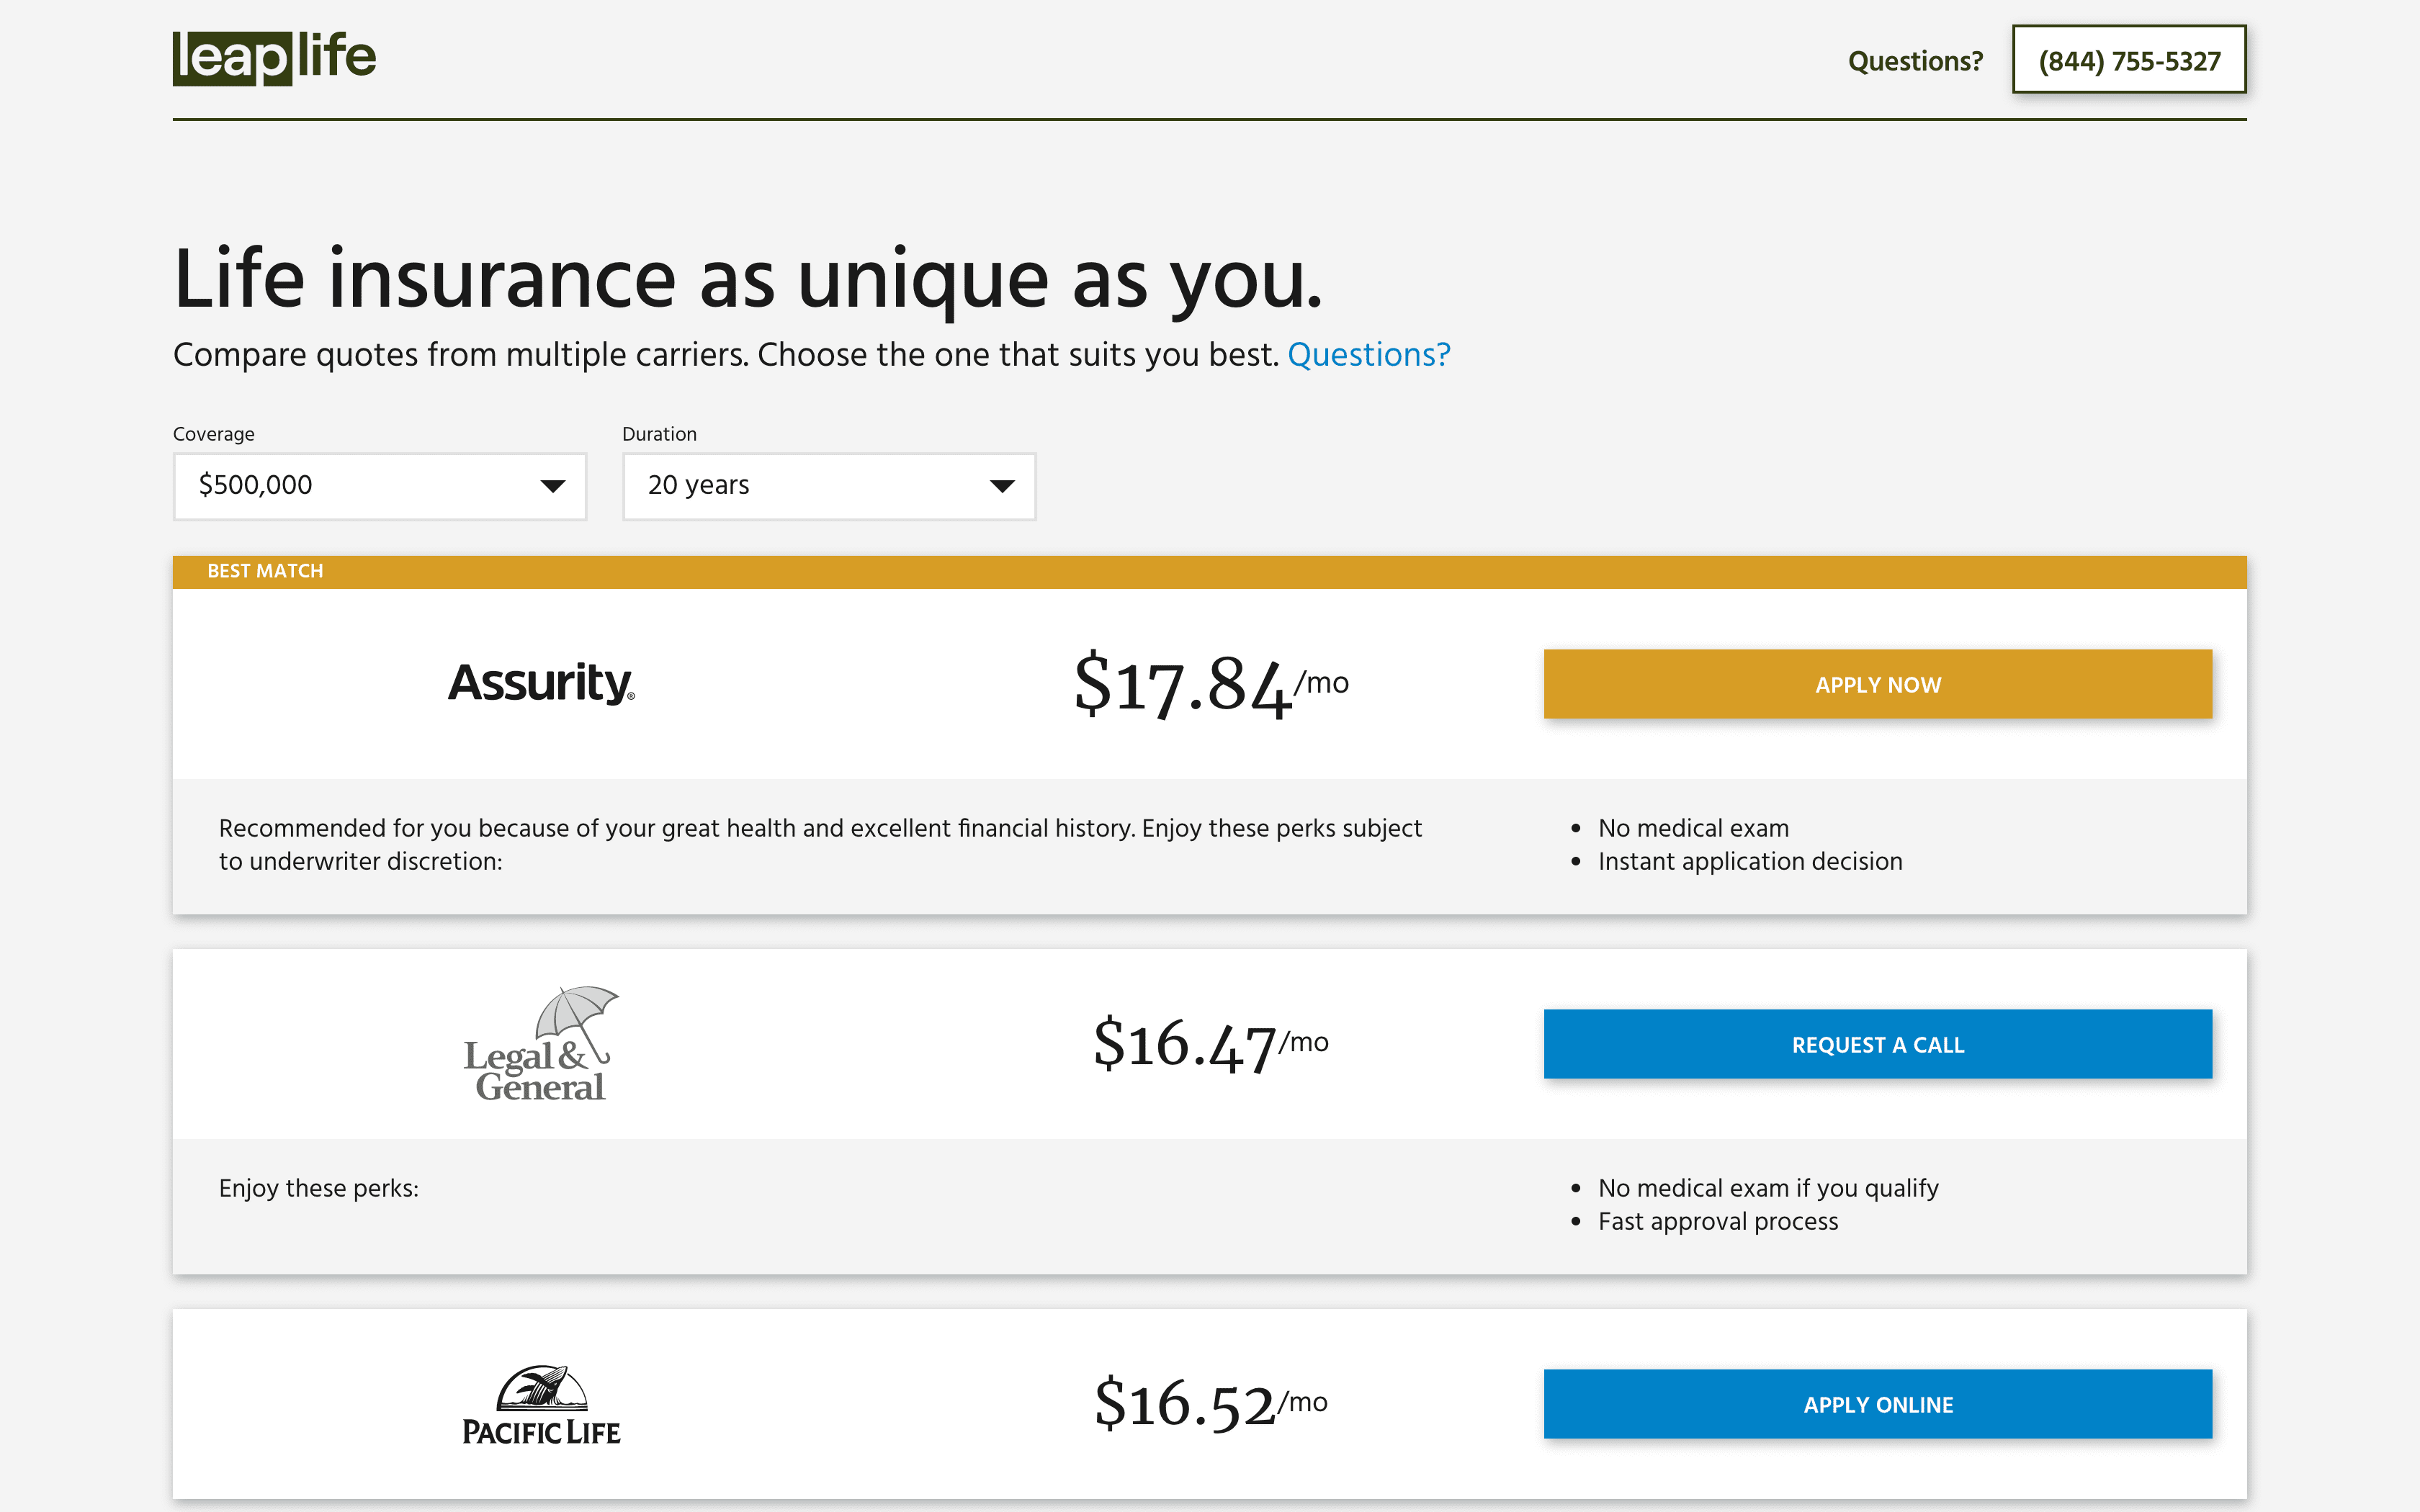 leaplife
Questions?
(844) 755-5327
Life insurance as unique as you.
Compare quotes from multiple carriers. Choose the one that suits you best. Questions?
Coverage
Duration
$500,000
20 years
BEST MATCH
Assurity®
$17.84/mo
APPLY NOW
Recommended for you because of your great health and excellent financial history. Enjoy these perks subject
to underwriter discretion:
• No medical exam
• Instant application decision
Legal &
General
$16.47/mo
REQUEST A CALL
Enjoy these perks:
• No medical exam if you qualify
• Fast approval process
PACIFIC LIFE
$16.52/mo
APPLY ONLINE